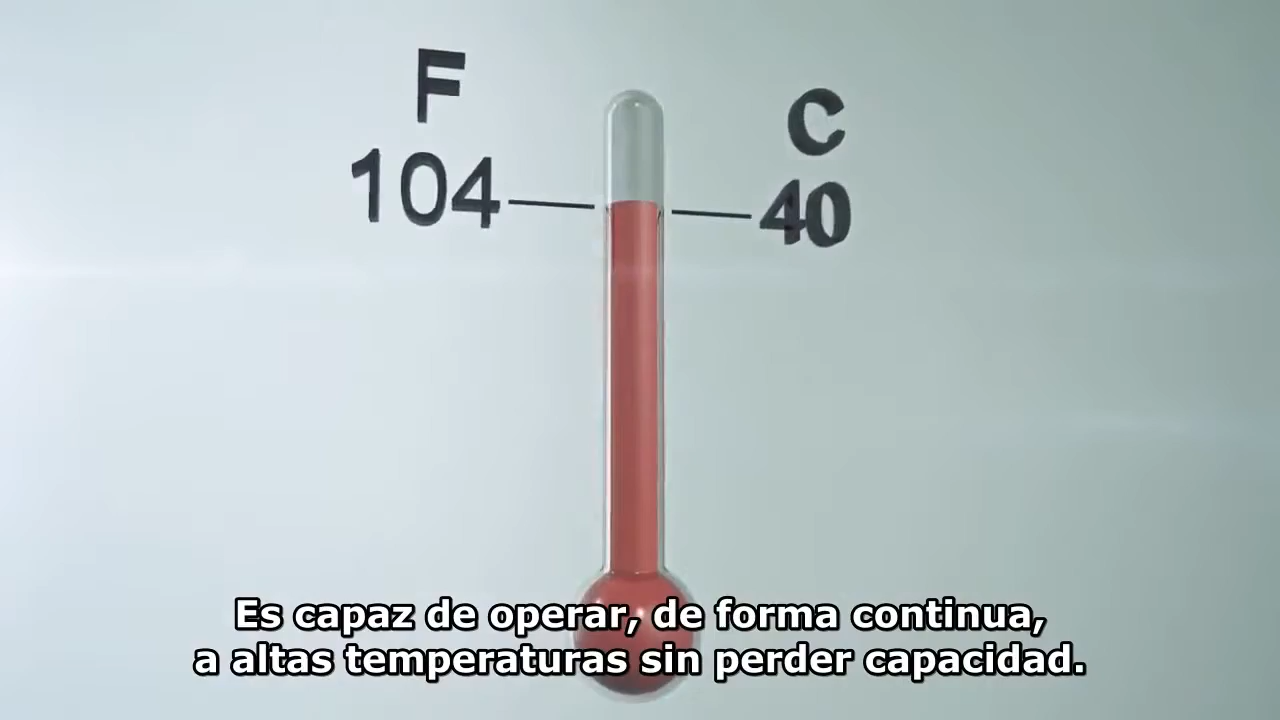 F
C
104
40
Es capaz de operar, de forma continua,
a altas temperaturas sin perder capacidad.